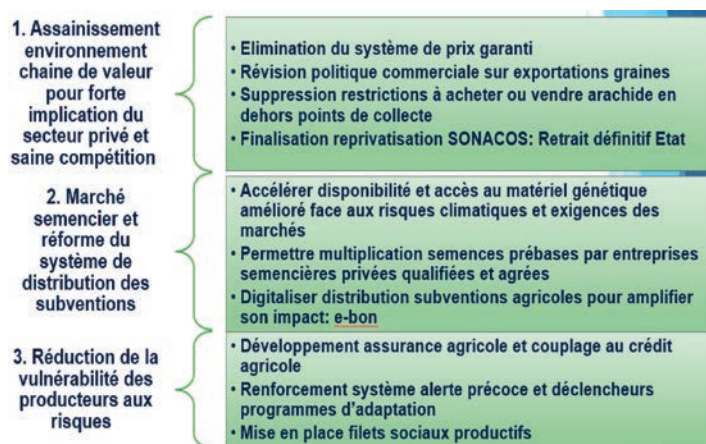 1. Assainissement
environnement
chaine de valeur
pour forte
implication du
secteur privé et
saine compétition
• Elimination du système de prix garanti
• Révision politique commerciale sur exportations graines
• Suppression restrictions à acheter ou vendre arachide en
dehors points de collecte
• Finalisation reprivatisation SONACOS: Retrait définitif Etat
2. Marché
semencier et
réforme du
système de
distribution des
subventions
• Accélérer disponibilité et accès au matériel génétique
amélioré face aux risques climatiques et exigences des
marchés
• Permettre multiplication semences prébases par entreprises
semencières privées qualifiées et agrées
• Digitaliser distribution subventions agricoles pour amplifier
son impact: e-bon
3. Réduction de la
vulnérabilité des
producteurs aux
risques
• Développement assurance agricole et couplage au crédit
agricole
• Renforcement système alerte précoce et déclencheurs
programmes d'adaptation
• Mise en place filets sociaux productifs